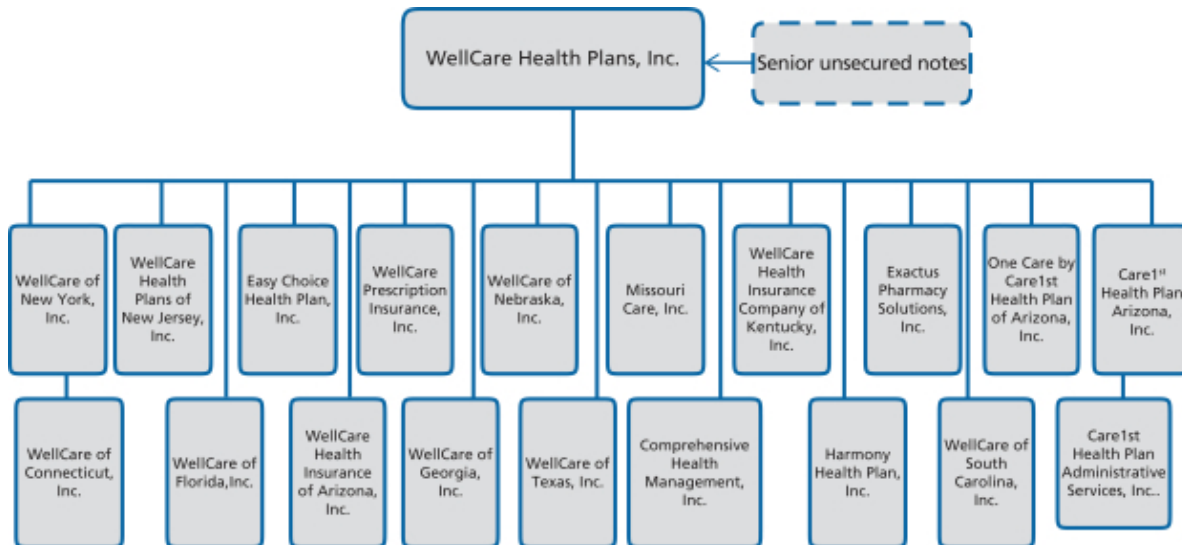 WellCare Health Plans, Inc.
Senior unsecured notes
WellCare of
New York,
Inc.
WellCare
Health
Plans of
New Jersey,
Inc.
Easy Choice
Health Plan,
Inc.
WellCare
Prescription
Insurance,
Inc.
WellCare of
Nebraska,
Inc.
Missouri
Care, Inc.
WellCare
Health
Insurance
Company of
Kentucky,
Inc.
Exactus
Pharmacy
Solutions,
Inc.
One Care by
Care1st
Health Plan
of Arizona,
Inc.
Care1st
Health Plan
Arizona,
Inc.
WellCare of
Connecticut,
Inc.
WellCare of
Florida,Inc.
WellCare
Health
Insurance
of Arizona,
Inc.
WellCare of
Georgia,
Inc.
WellCare of
Texas, Inc.
Comprehensive
Health
Management,
Inc.
Harmony
Health Plan,
Inc.
WellCare of
South
Carolina,
Inc.
Care1st
Health Plan
Administrative
Services, Inc..